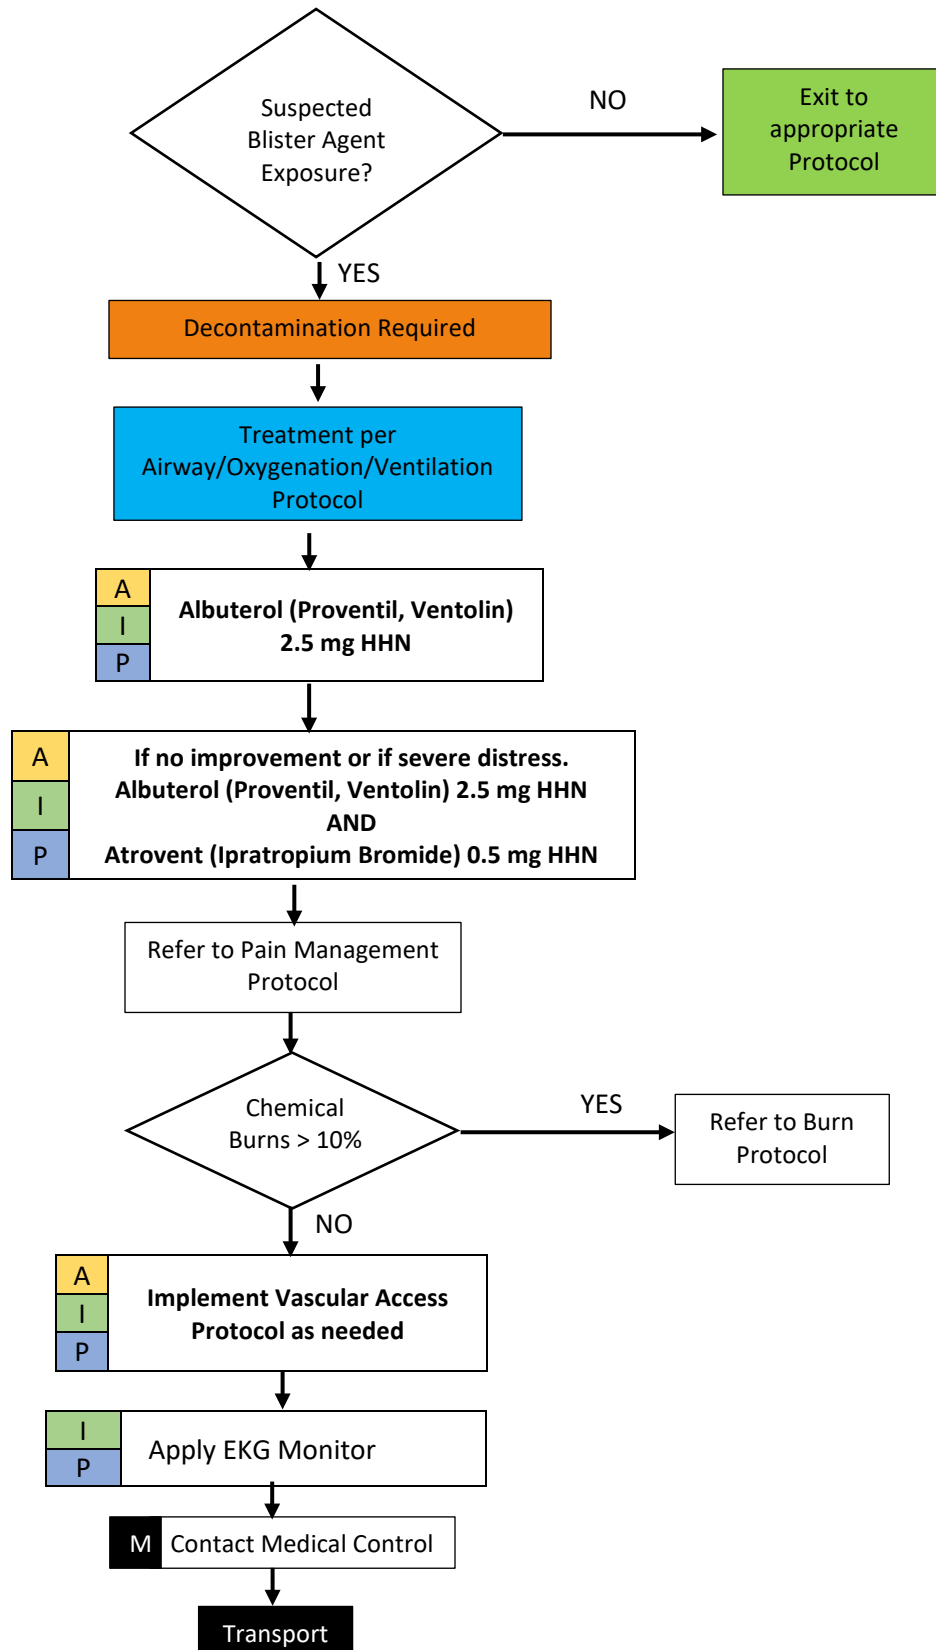 Suspected
Blister Agent
Exposure?
NO
Exit to
appropriate
Protocol
YES
Decontamination Required
Treatment per
Airway/Oxygenation/Ventilation
Protocol
A
I
P
Albuterol (Proventil, Ventolin)
2.5 mg HHN
A
I
P
If no improvement or if severe distress.
Albuterol (Proventil, Ventolin) 2.5 mg HHN
AND
Atrovent (Ipratropium Bromide) 0.5 mg HHN
Refer to Pain Management
Protocol
Chemical
Burns > 10%
YES
Refer to Burn
Protocol
NO
A
I
P
Implement Vascular Access
Protocol as needed
I
P
Apply EKG Monitor
M Contact Medical Control
Transport